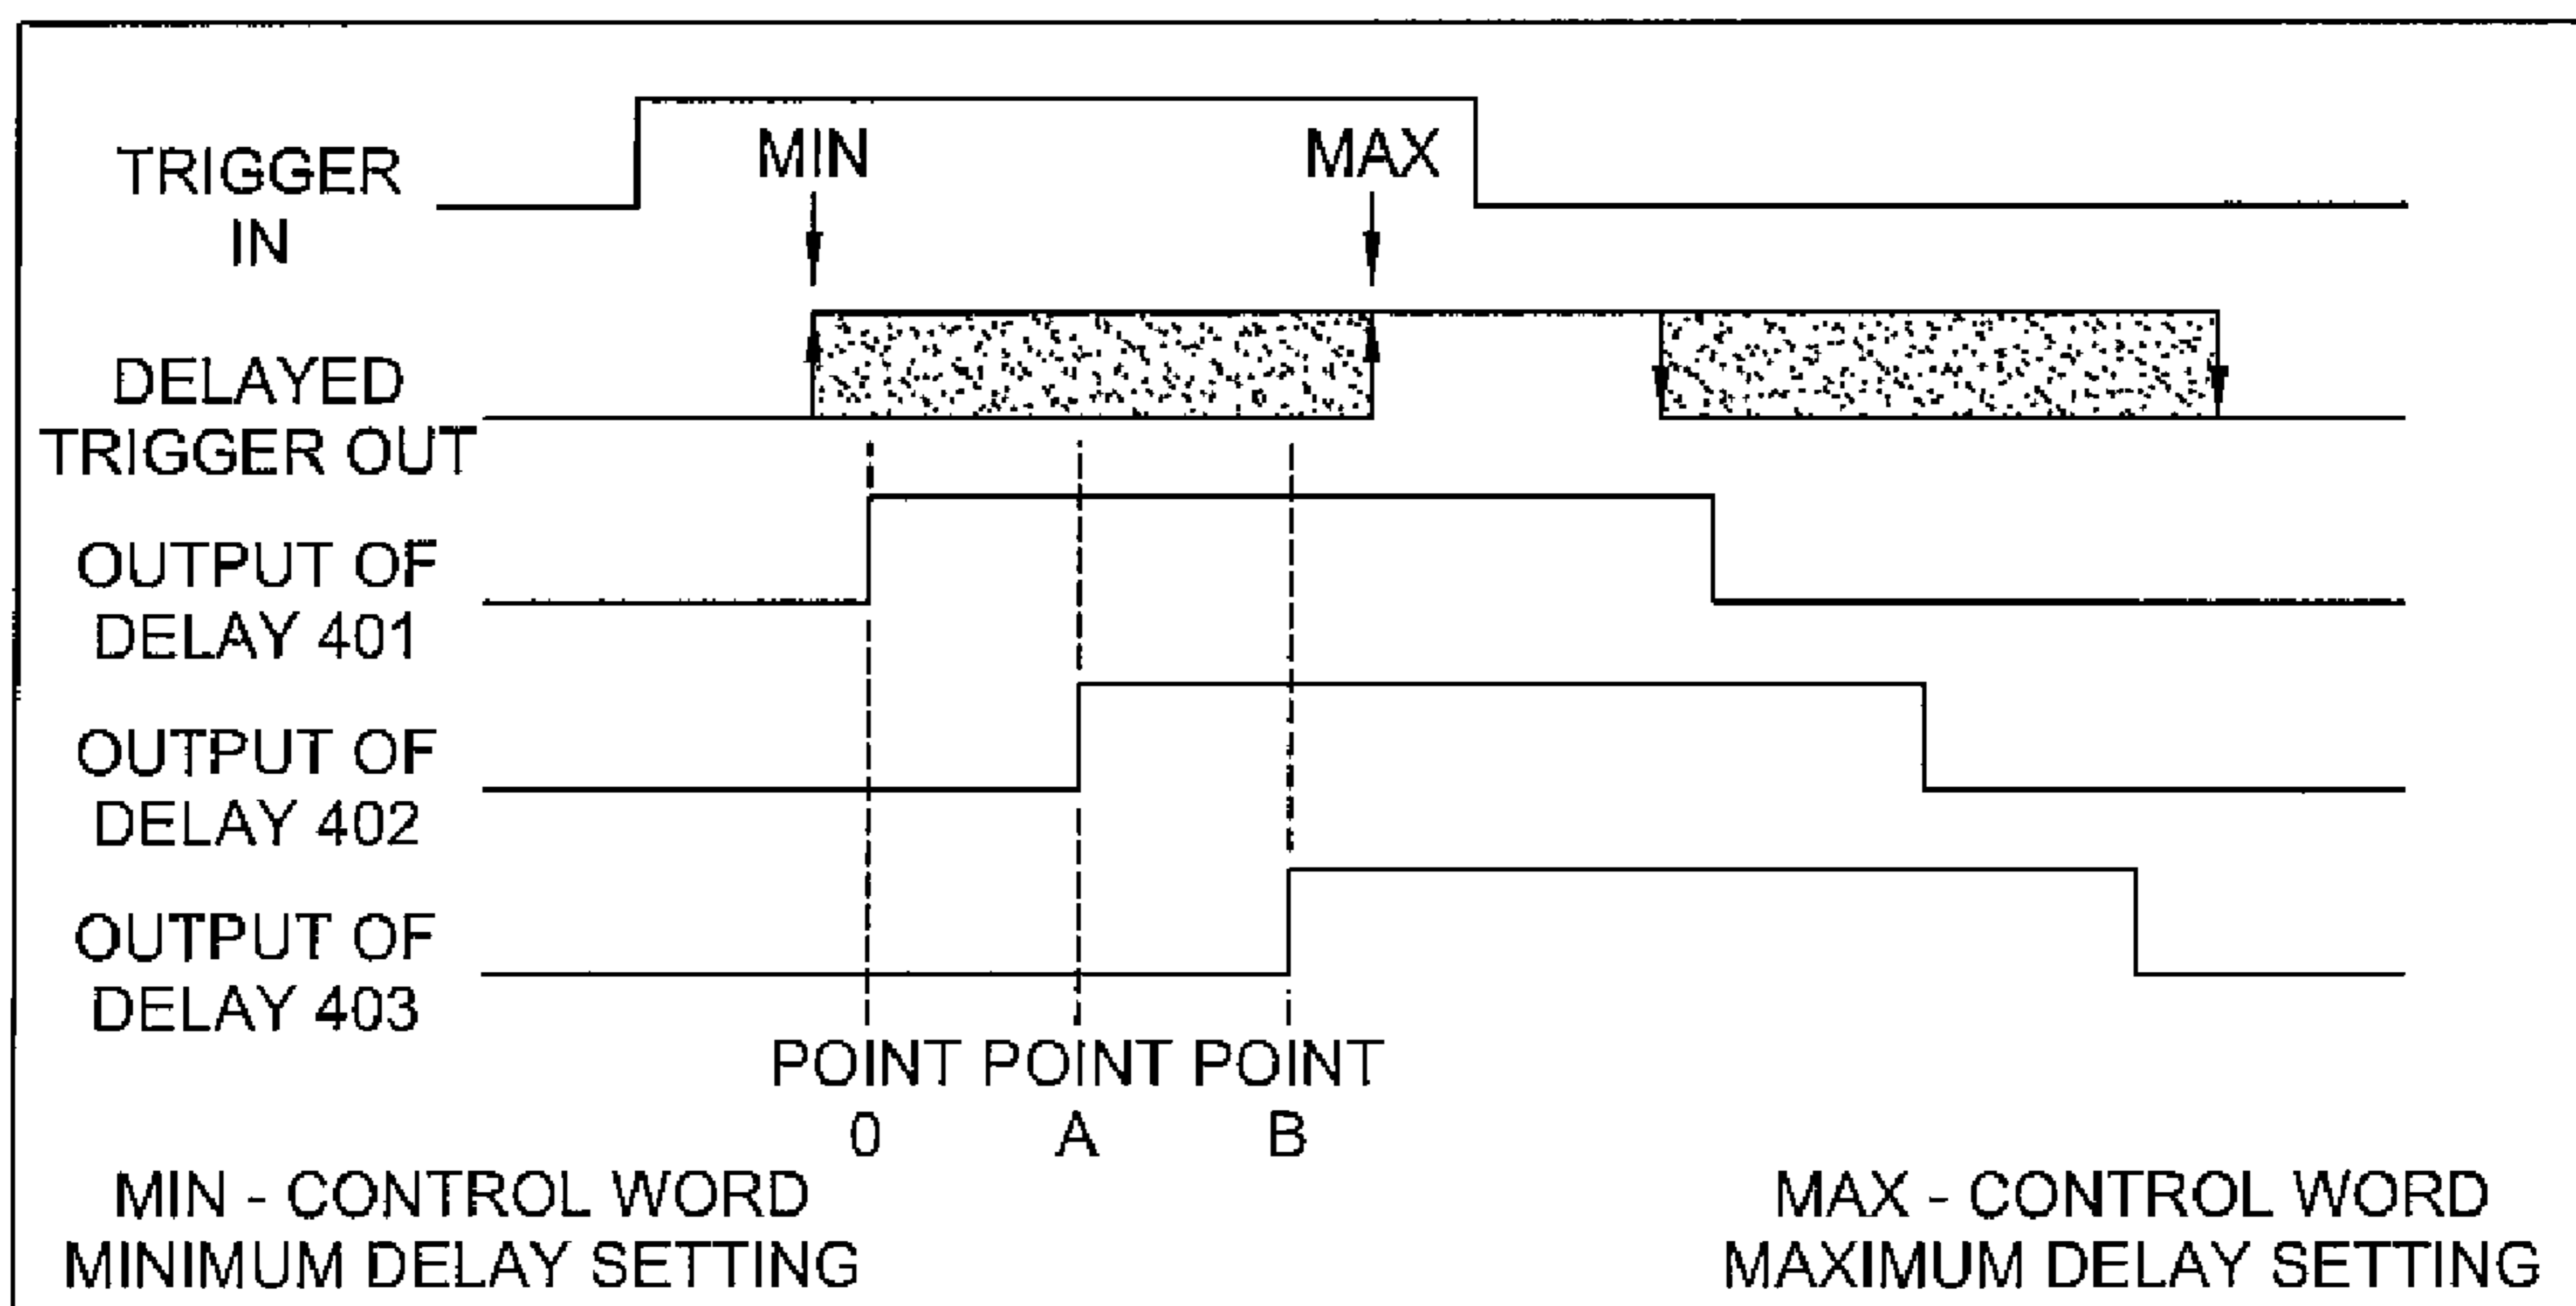 TRIGGER
IN
MIN
MAX
DELAYED
TRIGGER OUT
OUTPUT OF
DELAY 401
OUTPUT OF
DELAY 402
OUTPUT OF
DELAY 403
POINT POINT POINT
0 A B
MIN - CONTROL WORD
MINIMUM DELAY SETTING
MAX - CONTROL WORD
MAXIMUM DELAY SETTING